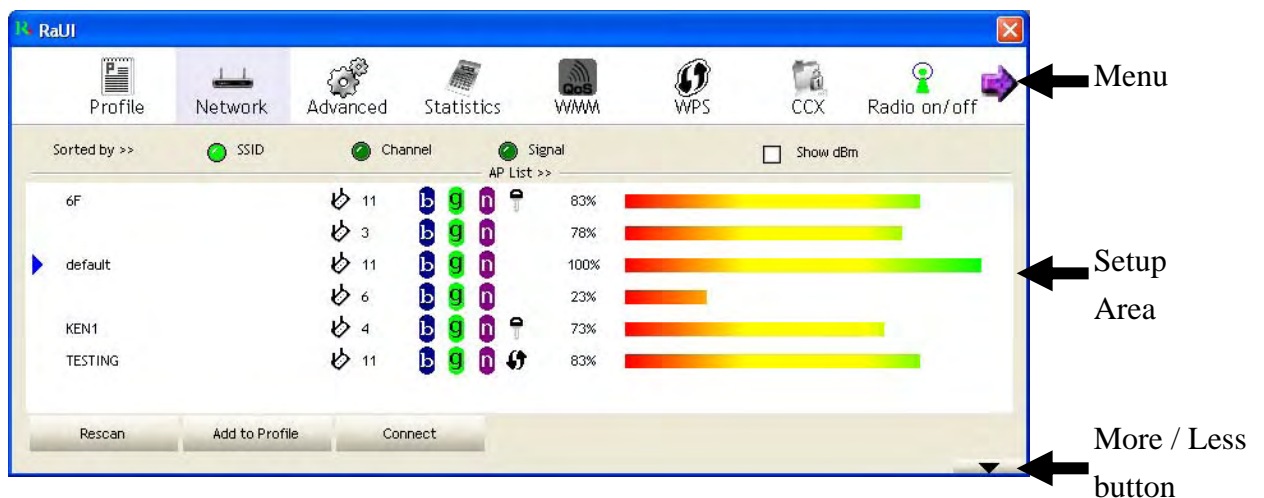 RaUI
Profile Network Advanced Statistics QoS WMM WPS CCX Radio on/off
Menu
Sorted by >> SSID Channel Signal Show dBm
AP List >>
6F 11 b g n 83%
3 b g n 78%
default 11 b g n 100%
6 b g n 23%
KEN1 4 b g n 73%
TESTING 11 b g n 83%
Setup
Area
Rescan Add to Profile Connect
More / Less
button